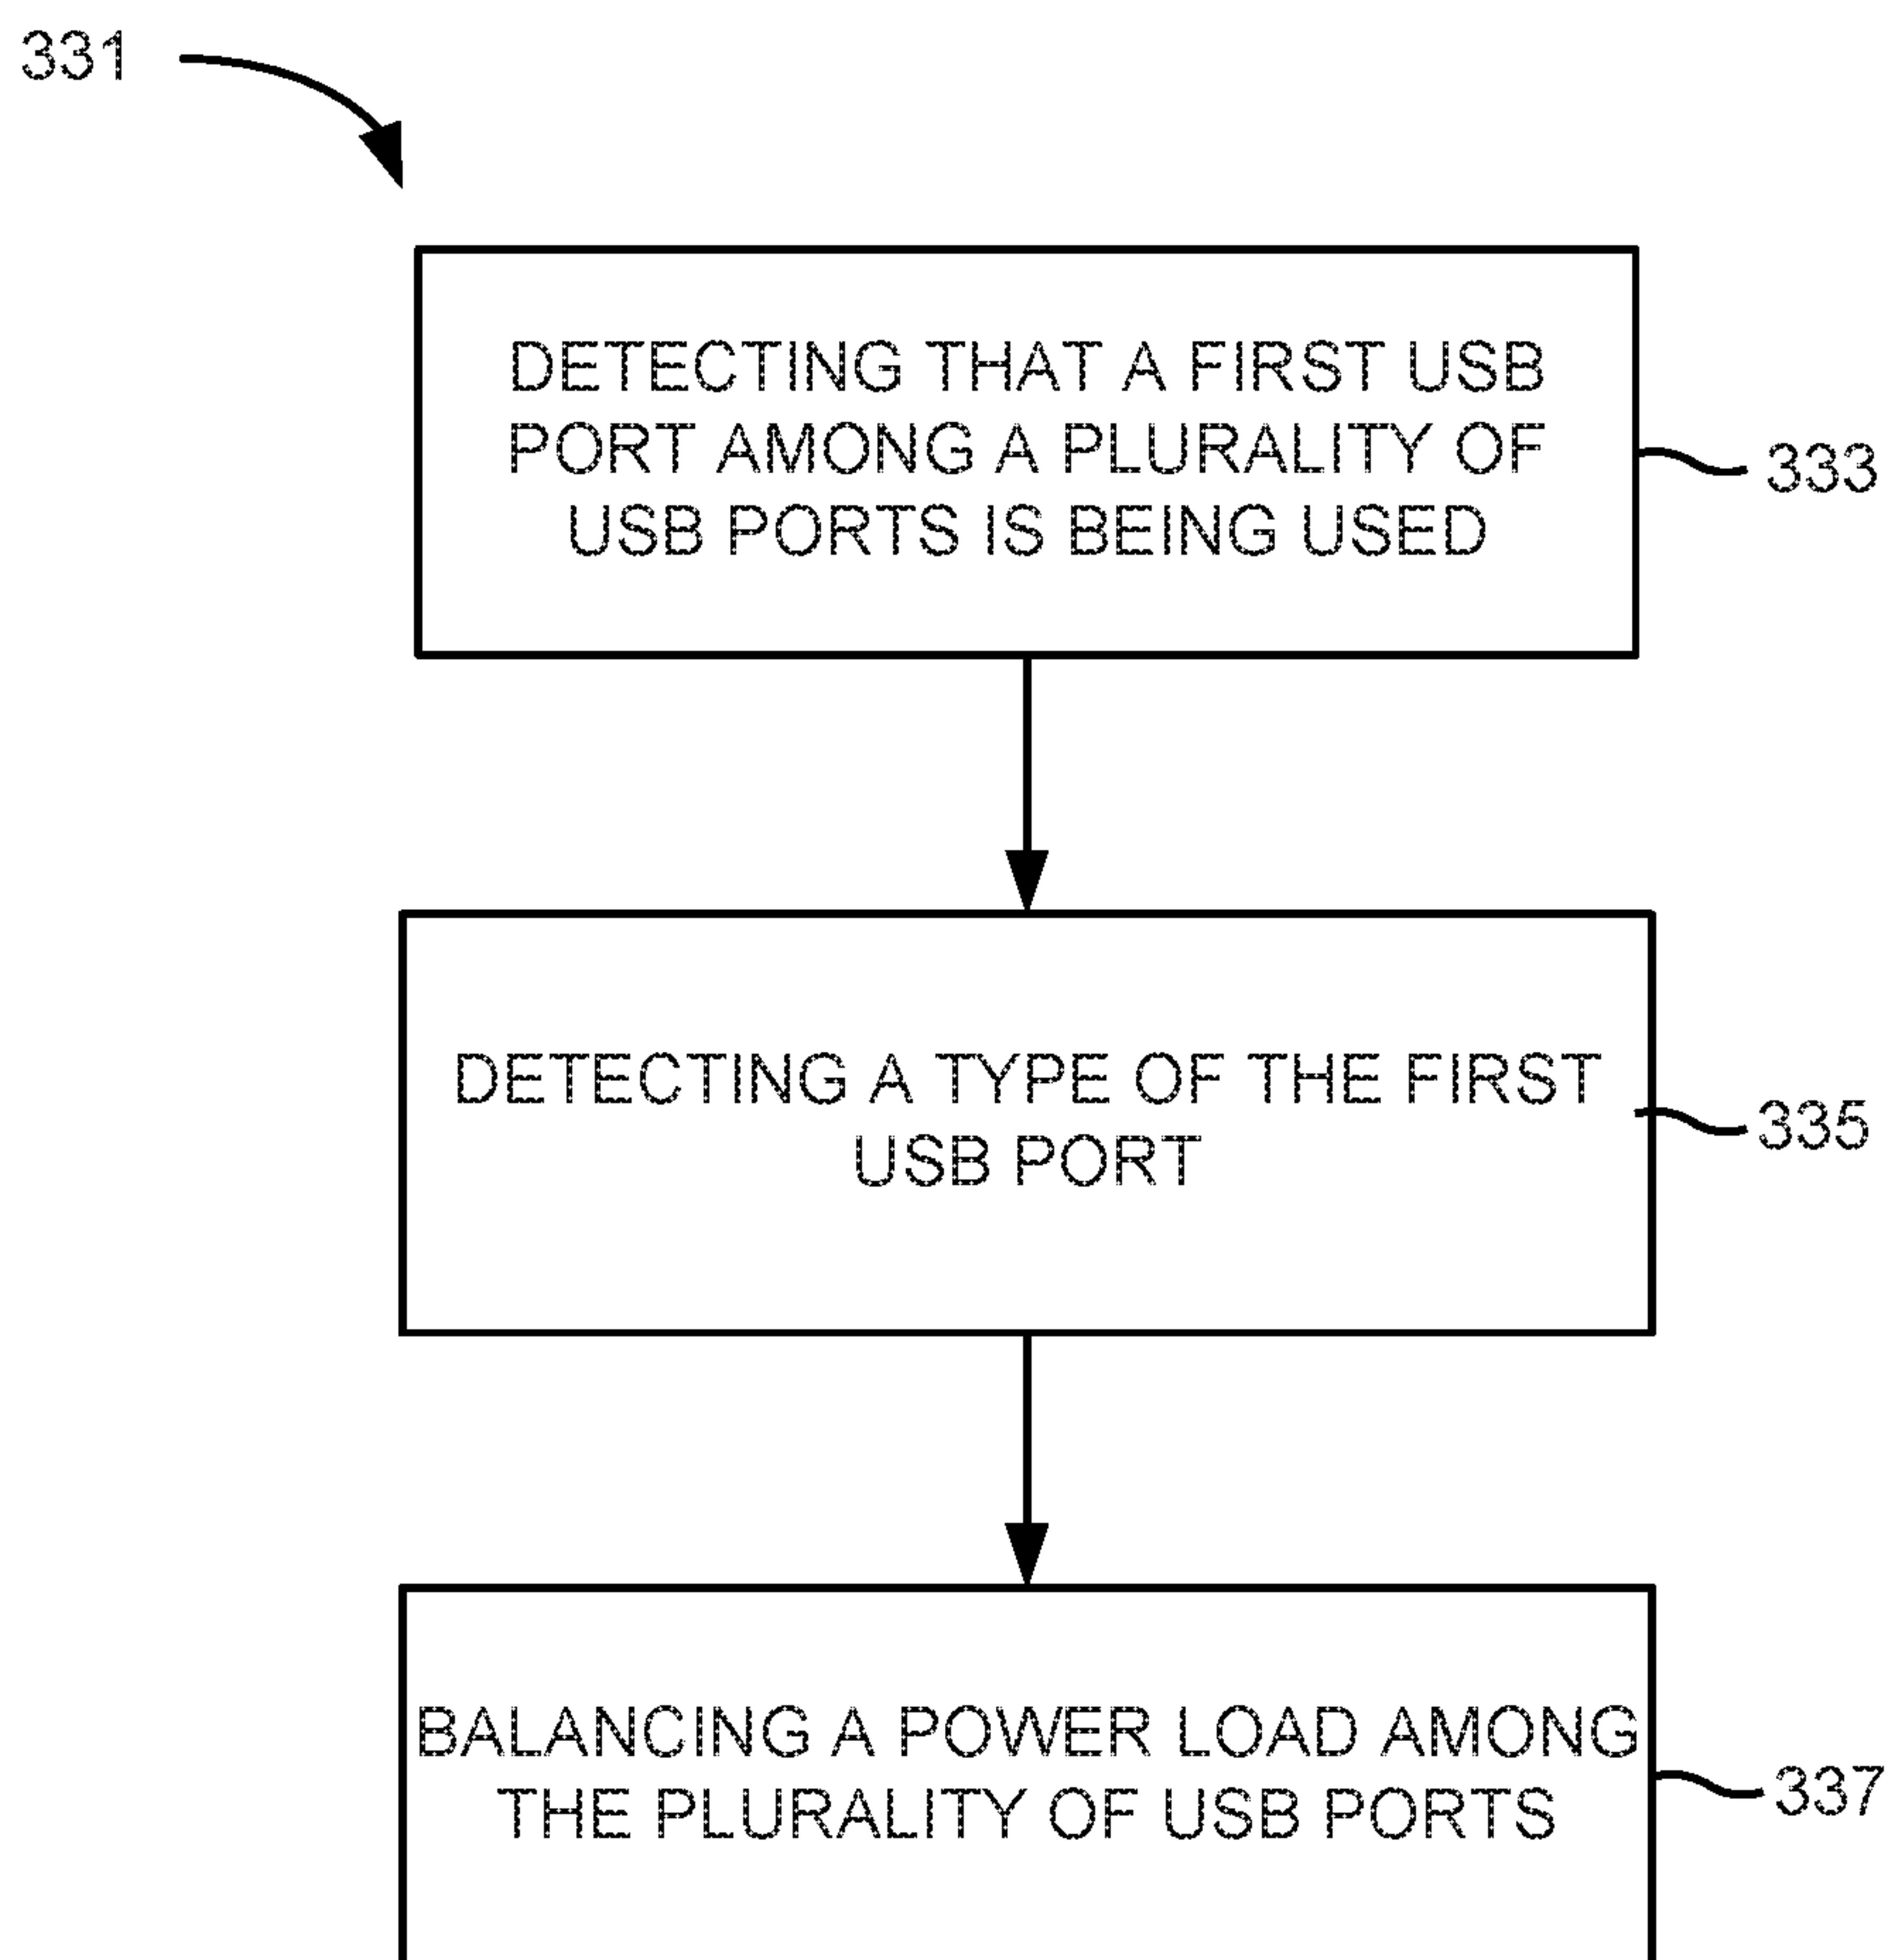 331
DETECTING THAT A FIRST USB
PORT AMONG A PLURALITY OF
USB PORTS IS BEING USED
333
DETECTING A TYPE OF THE FIRST
USB PORT
335
BALANCING A POWER LOAD AMONG
THE PLURALITY OF USB PORTS
337